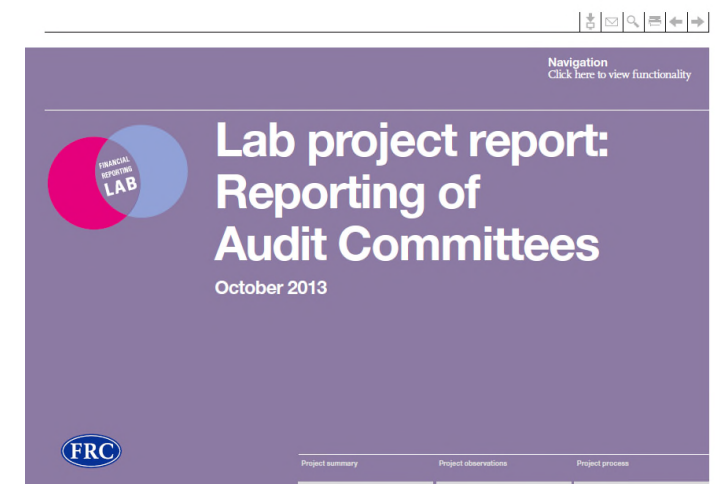 Navigation
Click here to view functionality
FINANCIAL
REPORTING
LAB
Lab project report:
Reporting of
Audit Committees
October 2013
FRC
Project summary
Project observations
Project process